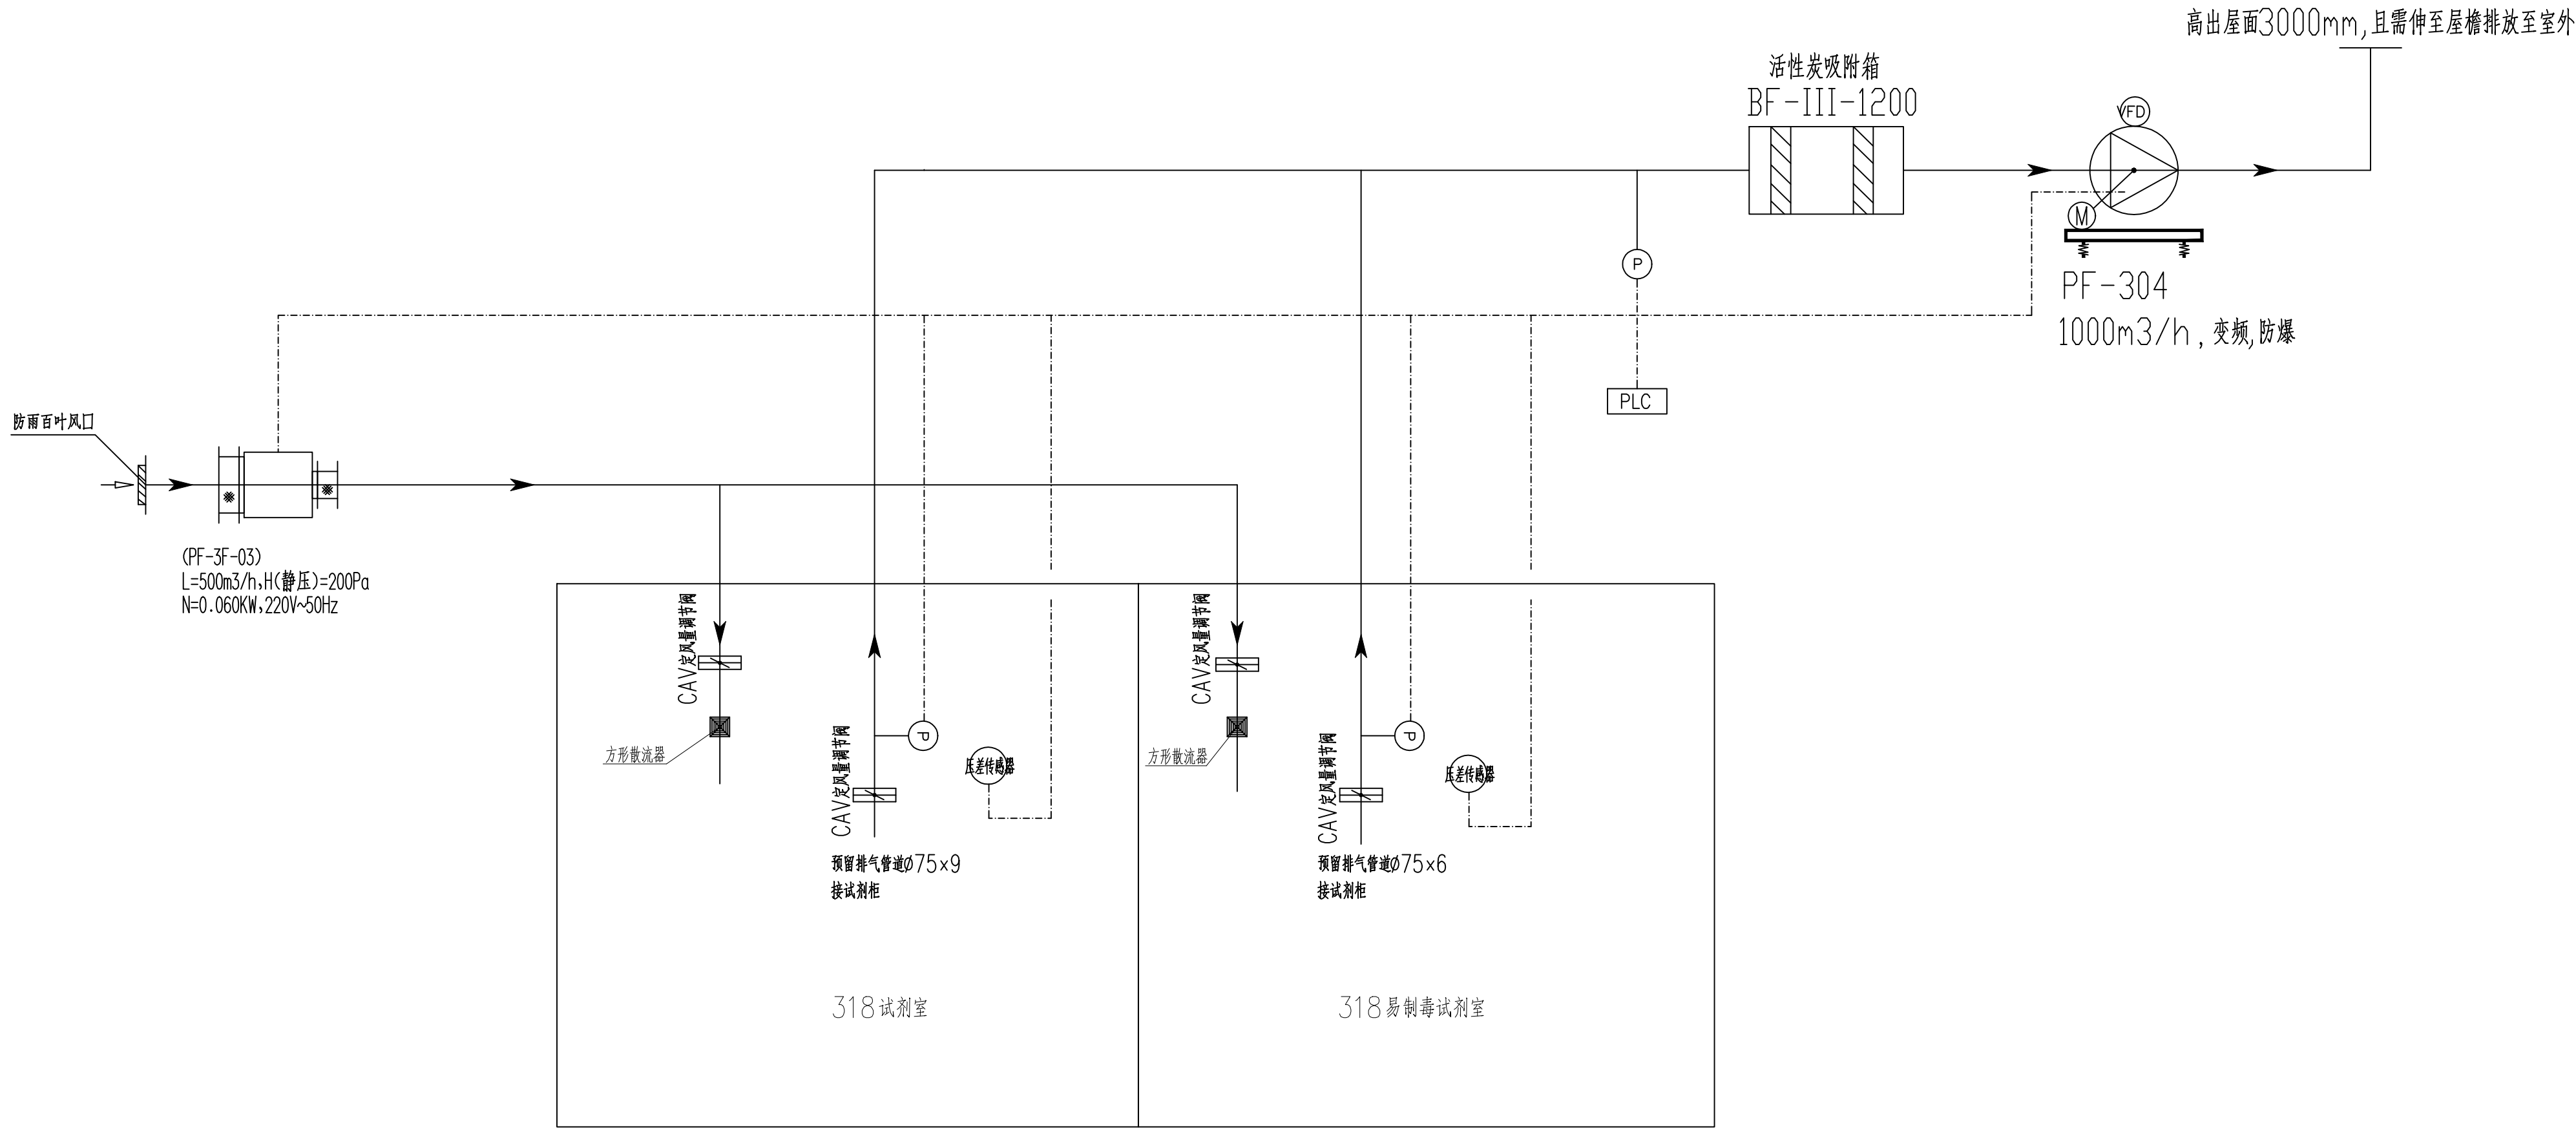 高出屋面3000mm,且需伸至屋檐排放至室外
活性炭吸附箱
BF-III-1200
VFD
M
P
PF-304
1000m3/h,变频,防爆
PLC
防雨百叶风口
(PF-3F-03)
L=500m3/h,H(静压)=200Pa
N=0.060KW,220V~50Hz
CAV定风量调节阀
方形散流器
CAV定风量调节阀
P
压差传感器
预留排气管道Ø75×9
接试剂柜
318试剂室
CAV定风量调节阀
方形散流器
CAV定风量调节阀
P
压差传感器
预留排气管道Ø75×6
接试剂柜
318易制毒试剂室